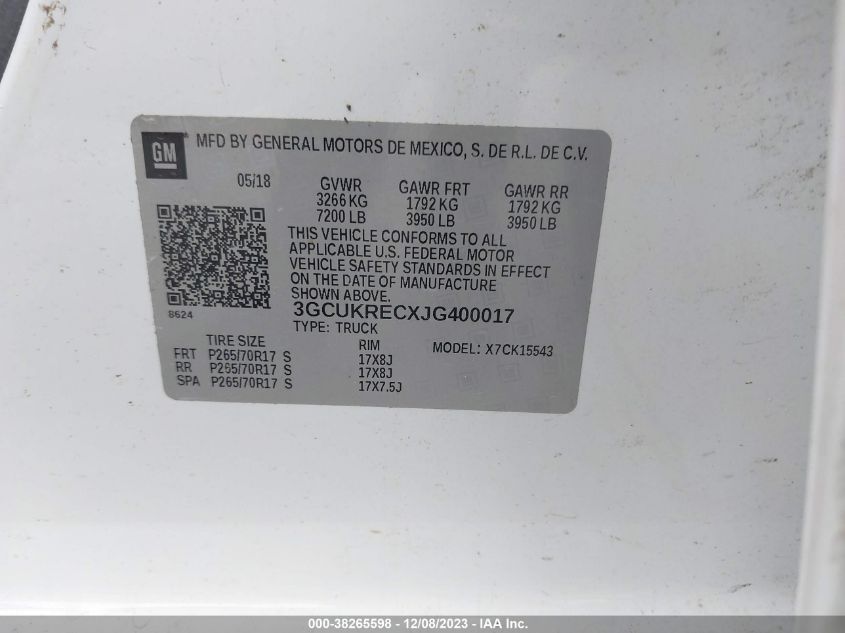 GM
MFD BY GENERAL MOTORS DE MEXICO, S. DE R.L. DE C.V.
05/18 GVWR GAWR FRT GAWR RR
3266 KG 1792 KG 1792 KG
7200 LB 3950 LB 3950 LB
THIS VEHICLE CONFORMS TO ALL
APPLICABLE U.S. FEDERAL MOTOR
VEHICLE SAFETY STANDARDS IN EFFECT
ON THE DATE OF MANUFACTURE
SHOWN ABOVE.
8624
3GCUKRECXJG400017
TYPE: TRUCK
TIRE SIZE RIM MODEL: X7CK15543
FRT P265/70R17 S 17X8J
RR P265/70R17 S 17X8J
SPA P265/70R17 S 17X7.5J
000-38265598 - 12/08/2023 - IAA Inc.